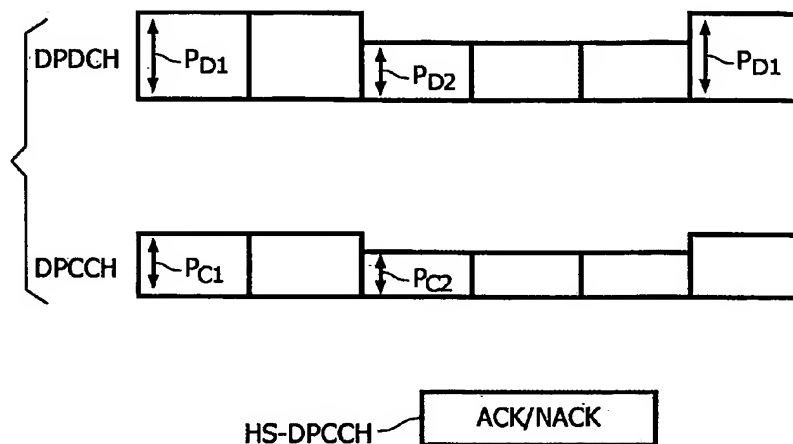 DPDCH
PD1
PD2
PD1
DPCCH
PC1
PC2
HS-DPCCH
ACK/NACK